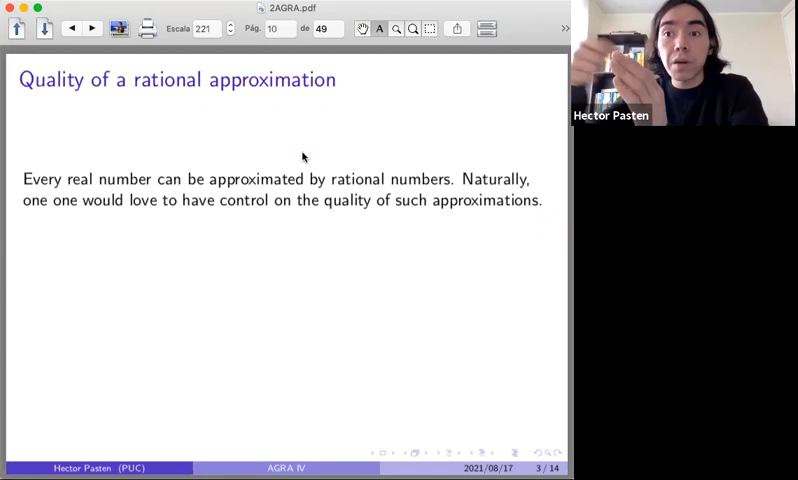 2AGRA.pdf
Escala 221 Pág. 10 de 49
Hector Pasten
Quality of a rational approximation
Every real number can be approximated by rational numbers. Naturally,
one one would love to have control on the quality of such approximations.
Hector Pasten (PUC) AGRA IV 2021/08/17 3 / 14